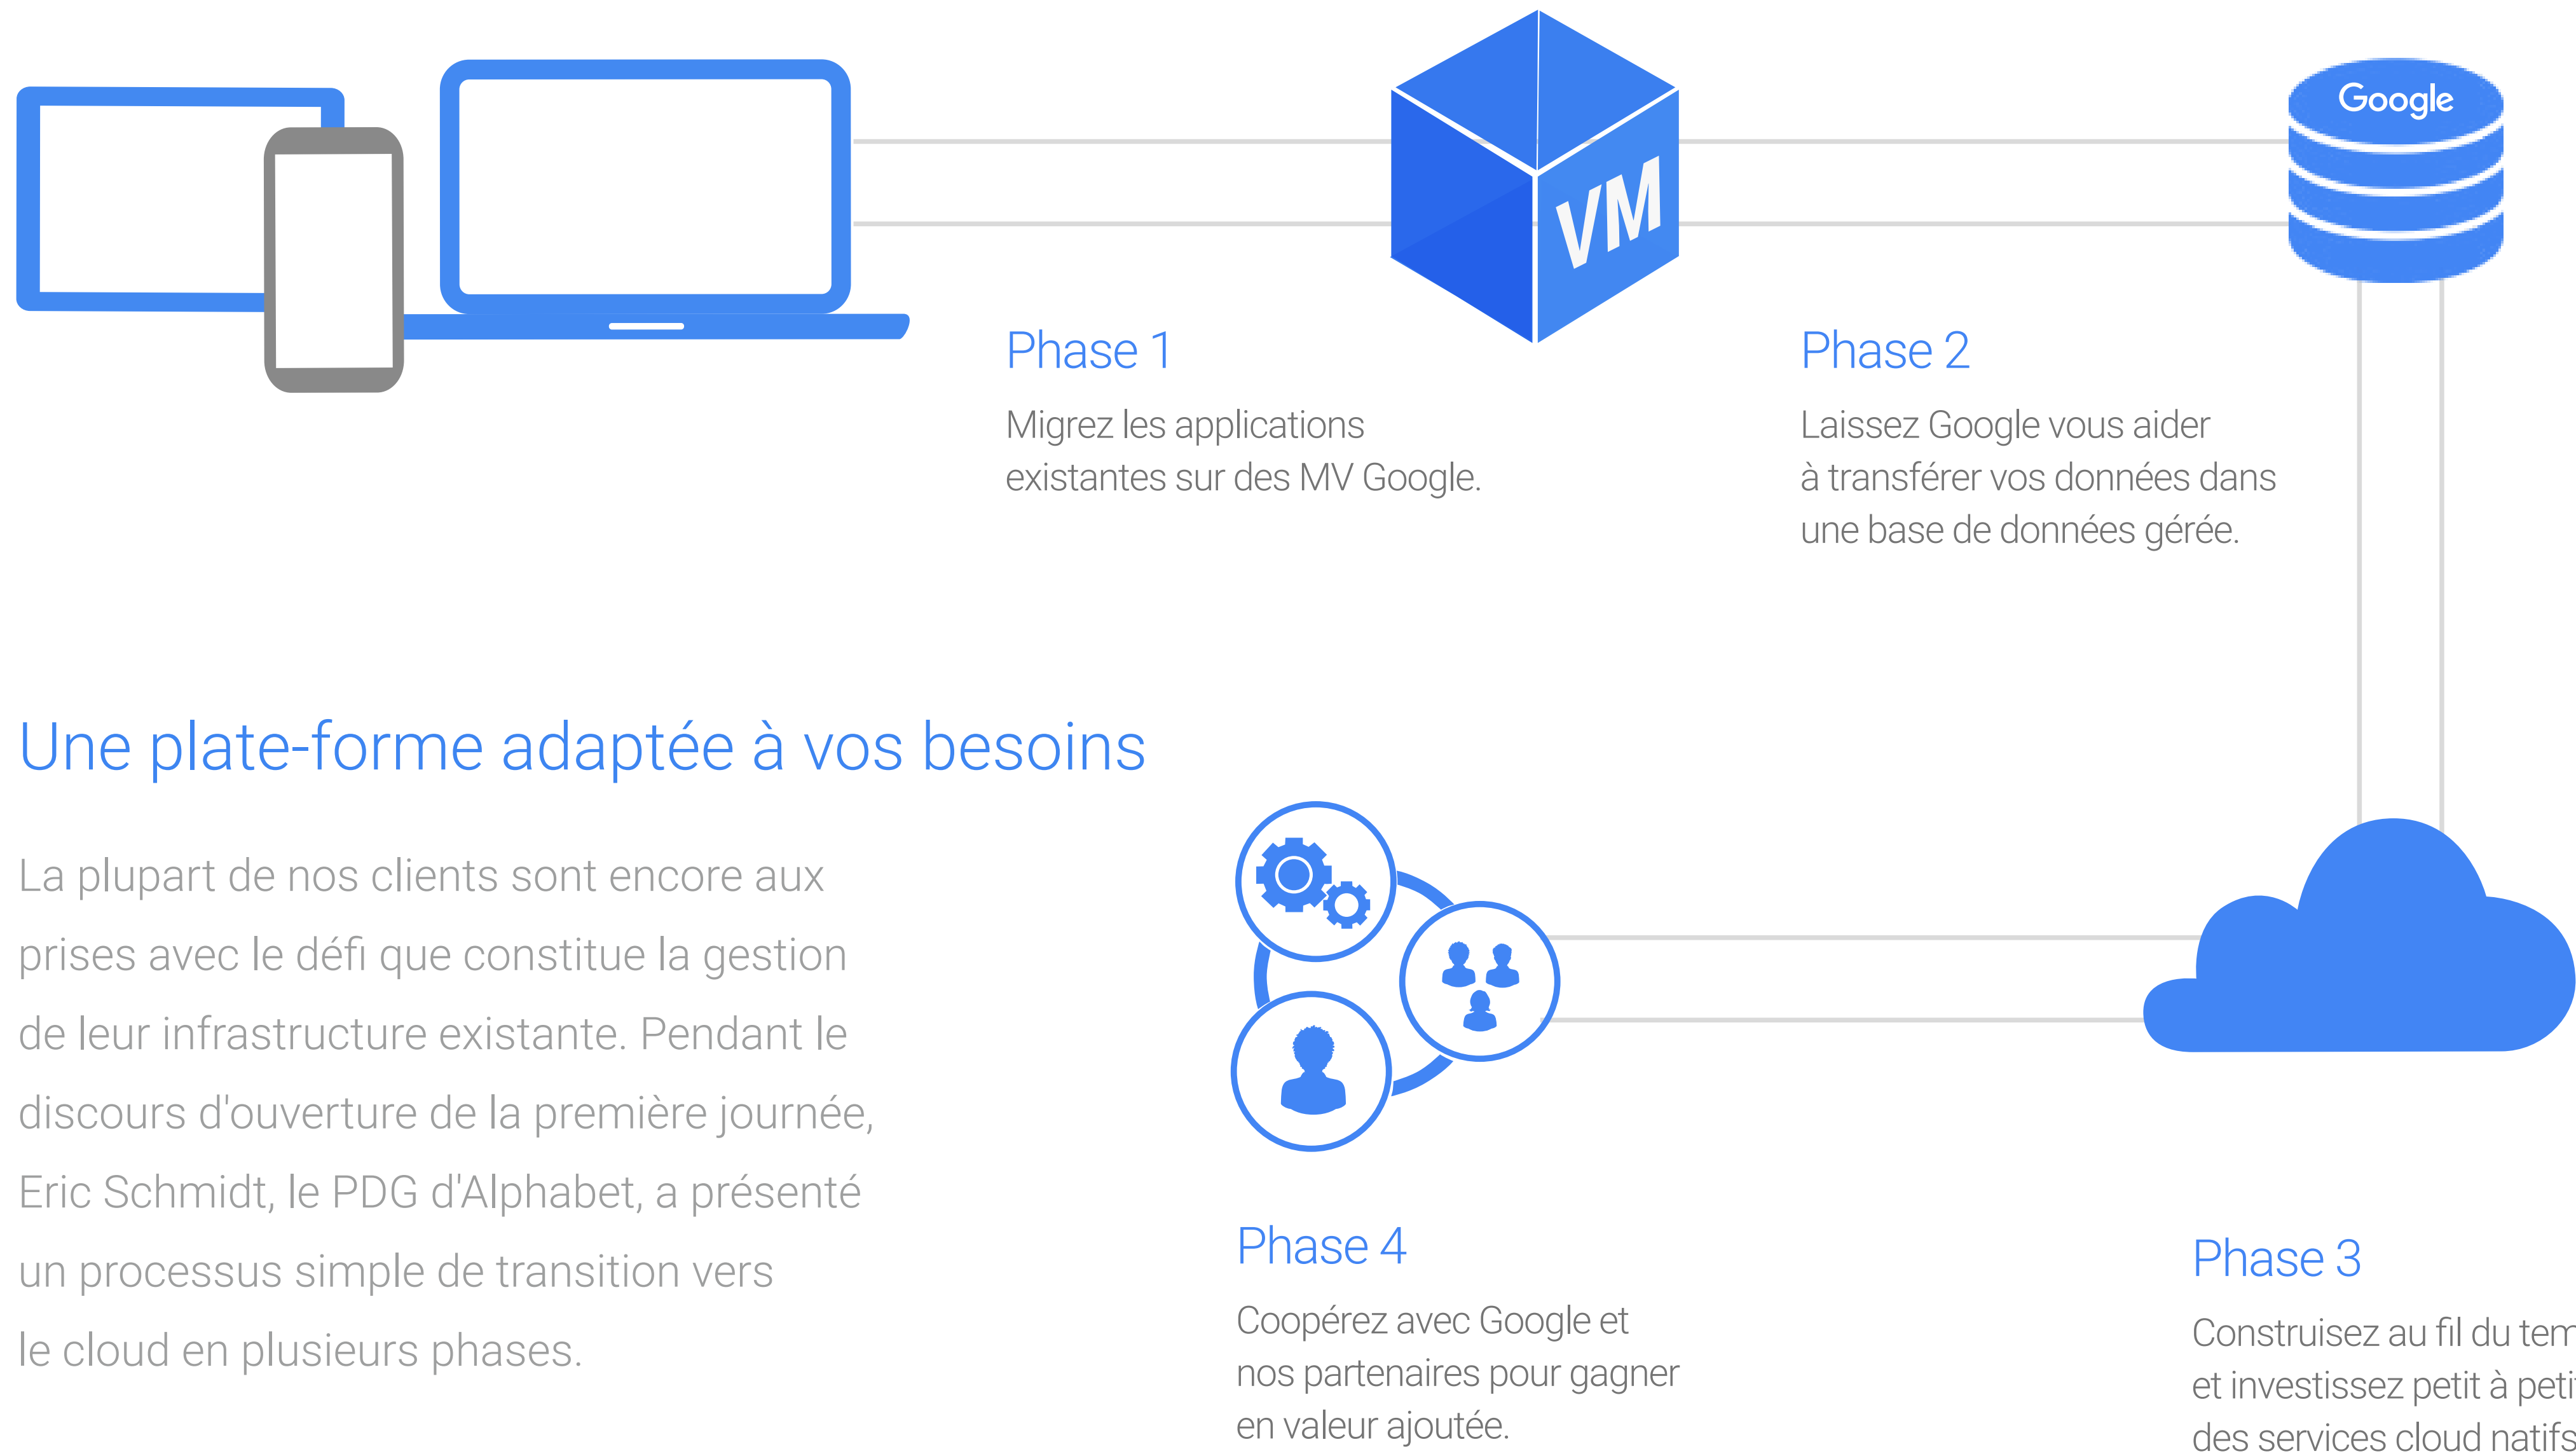 Google
VM
Phase 1
Migrez les applications
existantes sur des MV Google.
Phase 2
Laissez Google vous aider
à transférer vos données dans
une base de données gérée.
Une plate-forme adaptée à vos besoins
La plupart de nos clients sont encore aux
prises avec le défi que constitue la gestion
de leur infrastructure existante. Pendant le
discours d'ouverture de la première journée,
Eric Schmidt, le PDG d'Alphabet, a présenté
un processus simple de transition vers
le cloud en plusieurs phases.
Phase 3
Construisez au fil du
et investissez petit à
des services cloud natifs
Phase 4
Coopérez avec Google et
nos partenaires pour gagner
en valeur ajoutée.